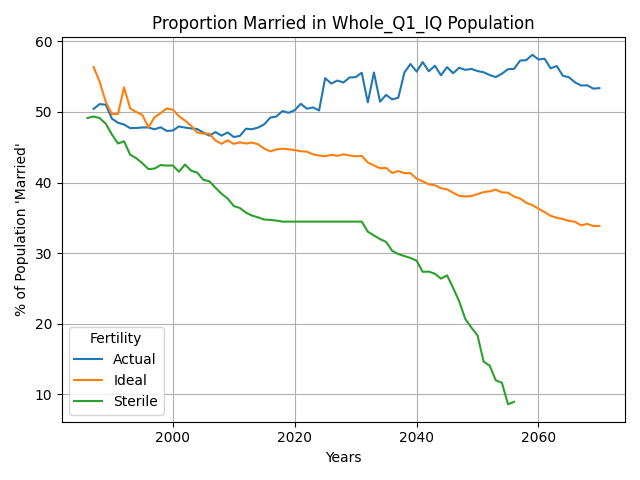 Proportion Married in Whole_Q1_IQ Population
% of Population 'Married'
60
50
40
30
20
10
Fertility
Actual
Ideal
Sterile
2000 2020 2040 2060
Years